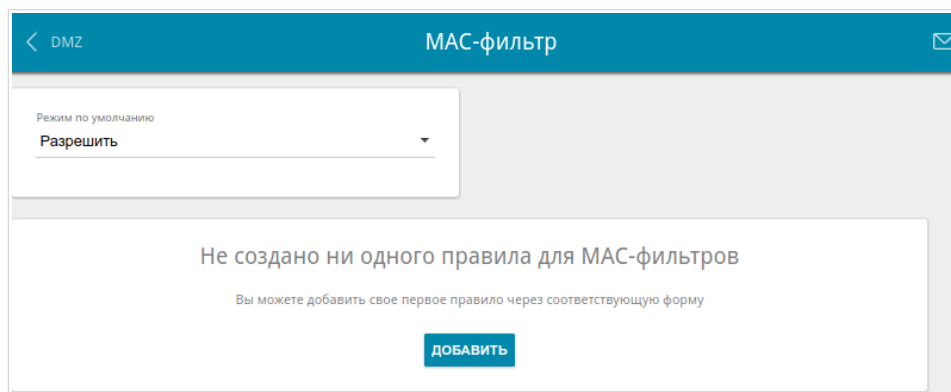 DMZ
MAC-фильтр
Режим по умолчанию
Разрешить
Не создано ни одного правила для MAC-фильтров
Вы можете добавить свое первое правило через соответствующую форму
ДОБАВИТЬ